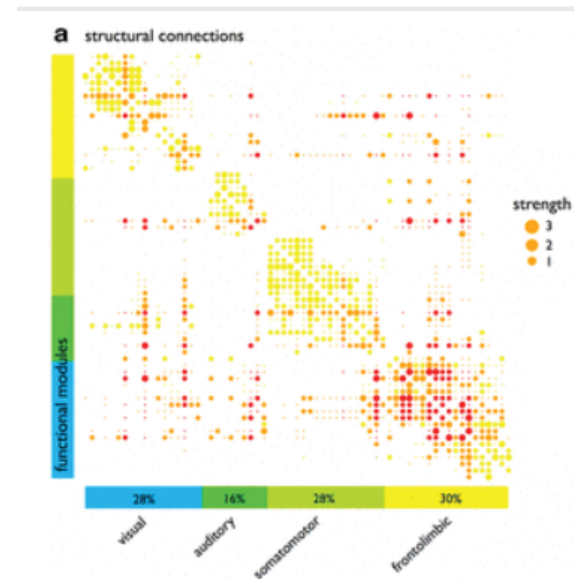 a structural connections
strength
3
2
1
functional modules
28%
16%
28%
30%
visual
auditory
somatomotor
frontolimbic